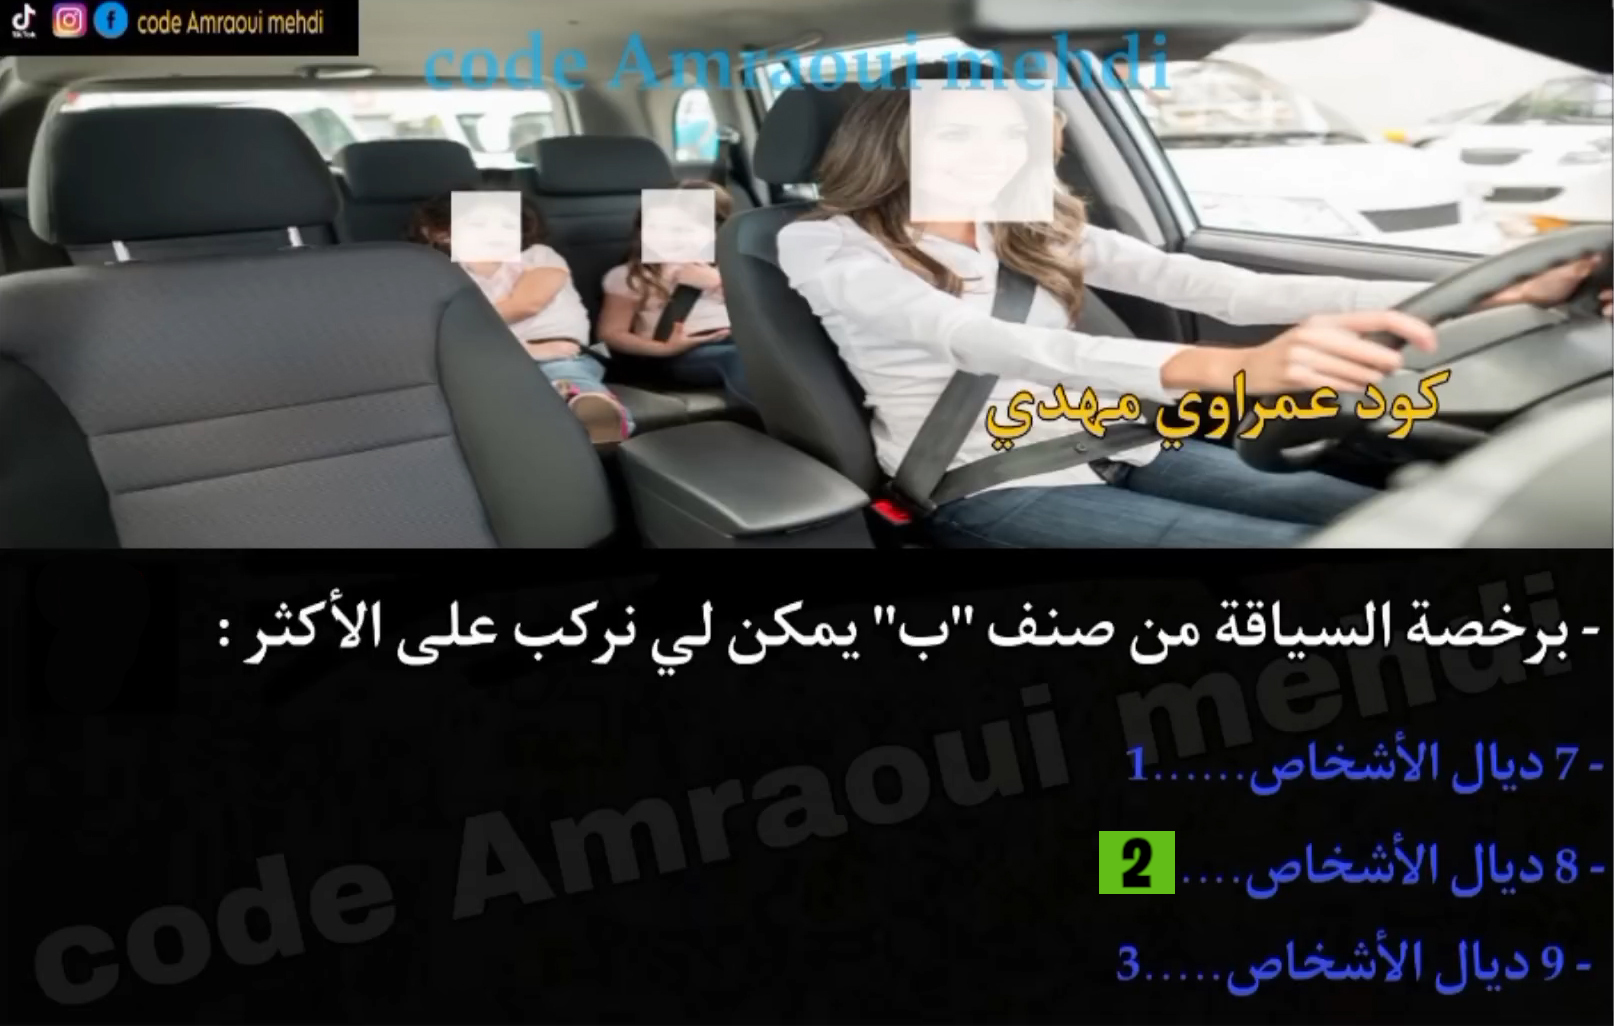 TikTok
code Amraoui mehdi
code Amraoui mehdi
كود عمراوي مهدي
- برخصة السياقة من صنف "ب" يمكن لي نركب على الأكثر :
- 7 ديال الأشخاص......1
- 8 ديال الأشخاص....2
- 9 ديال الأشخاص.....3
code Amraoui mehdi